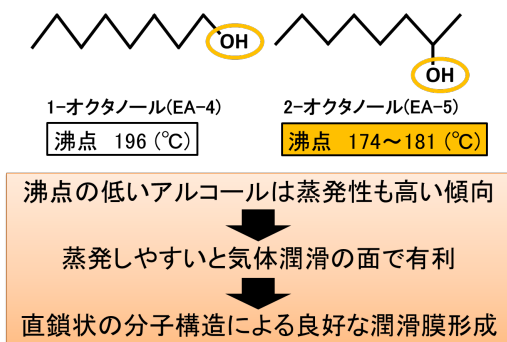 OH
OH
1-オクタノール(EA-4)
2-オクタノール(EA-5)
沸点 196 (℃)
沸点 174～181 (℃)
沸点の低いアルコールは蒸発性も高い傾向
蒸発しやすいと気体潤滑の面で有利
直鎖状の分子構造による良好な潤滑膜形成